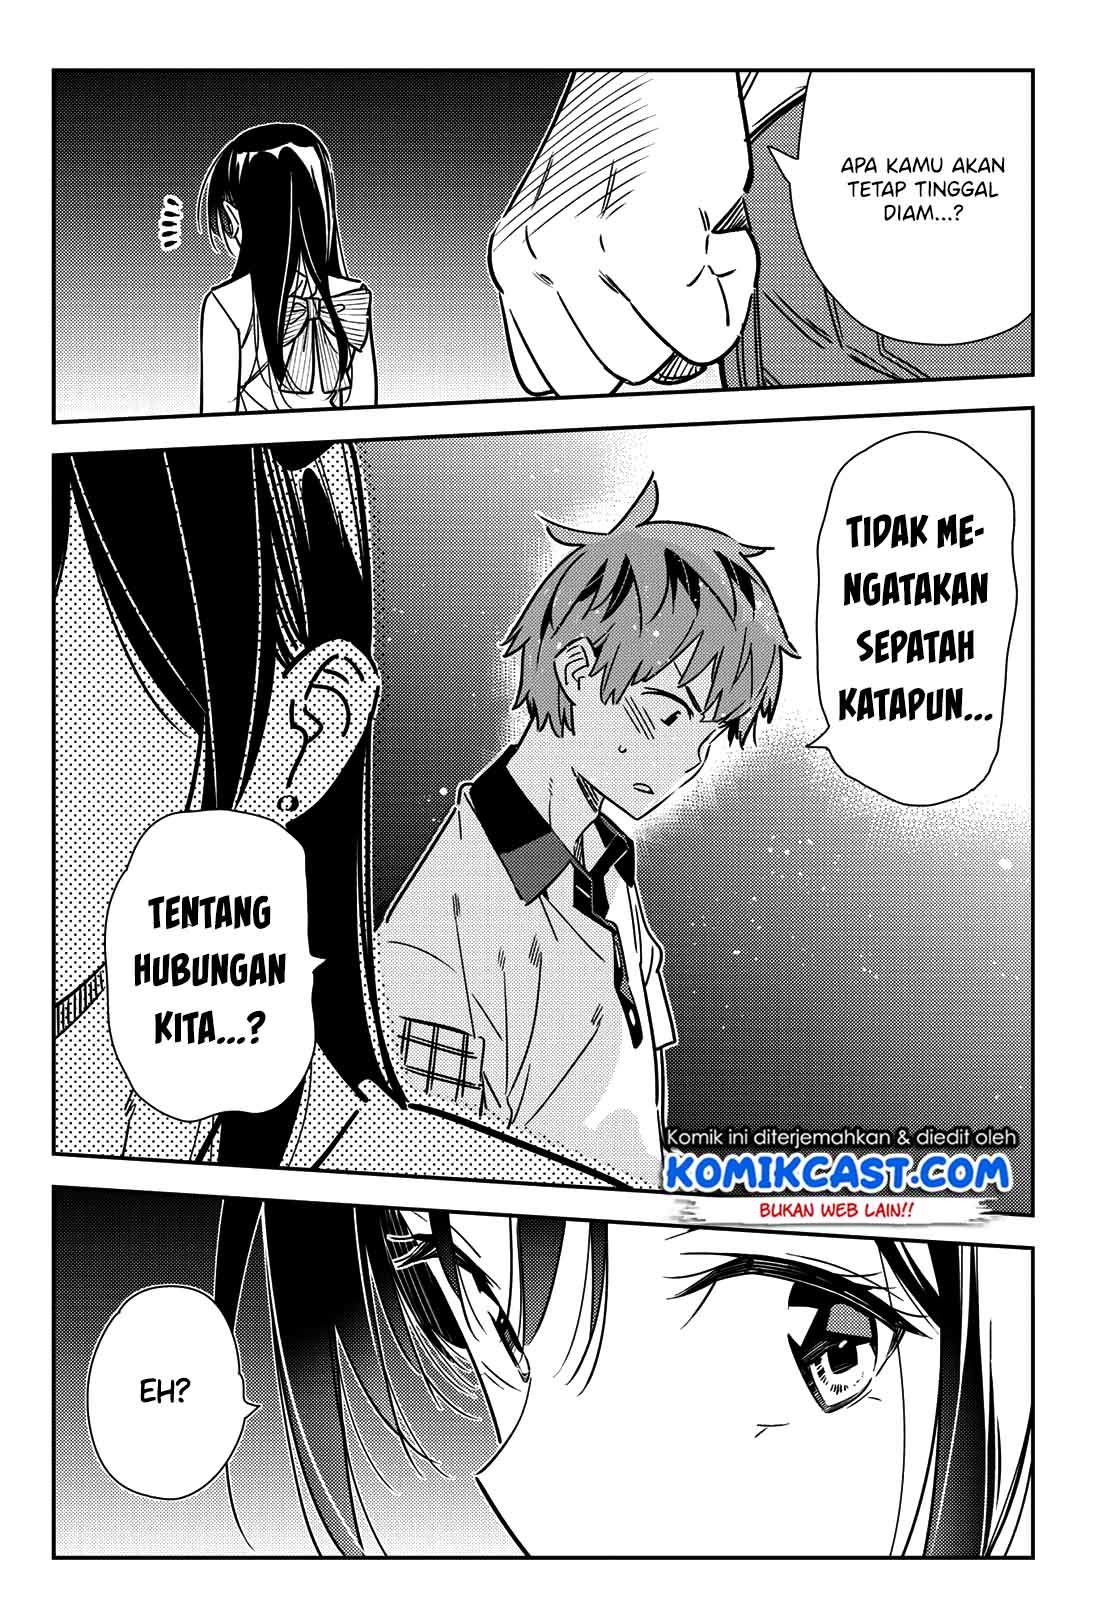 APA KAMU AKAN
TETAP TINGGAL
DIAM...?
TIDAK ME-
NGATAKAN
SEPATAH
KATAPUN...
TENTANG
HUBUNGAN
KITA...?
Komik ini diterjemahkan & diedit oleh
KOMIKCAST.COM
BUKAN WEB LAIN!!
EH?